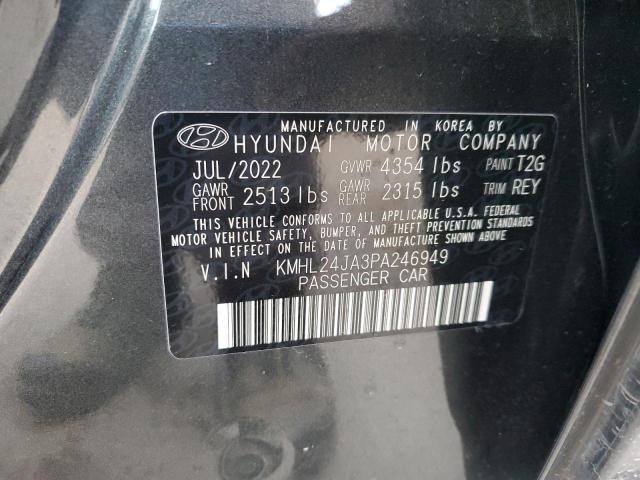 MANUFACTURED IN KOREA BY
HYUNDAI MOTOR COMPANY
JUL/2022 GVWR 4354 lbs PAINT T2G
GAWR FRONT 2513 lbs GAWR REAR 2315 lbs TRIM REY
THIS VEHICLE CONFORMS TO ALL APPLICABLE U.S.A. FEDERAL
MOTOR VEHICLE SAFETY, BUMPER, AND THEFT PREVENTION STANDARDS
IN EFFECT ON THE DATE OF MANUFACTURE SHOWN ABOVE.
V.I.N KMHL24JA3PA246949
PASSENGER CAR